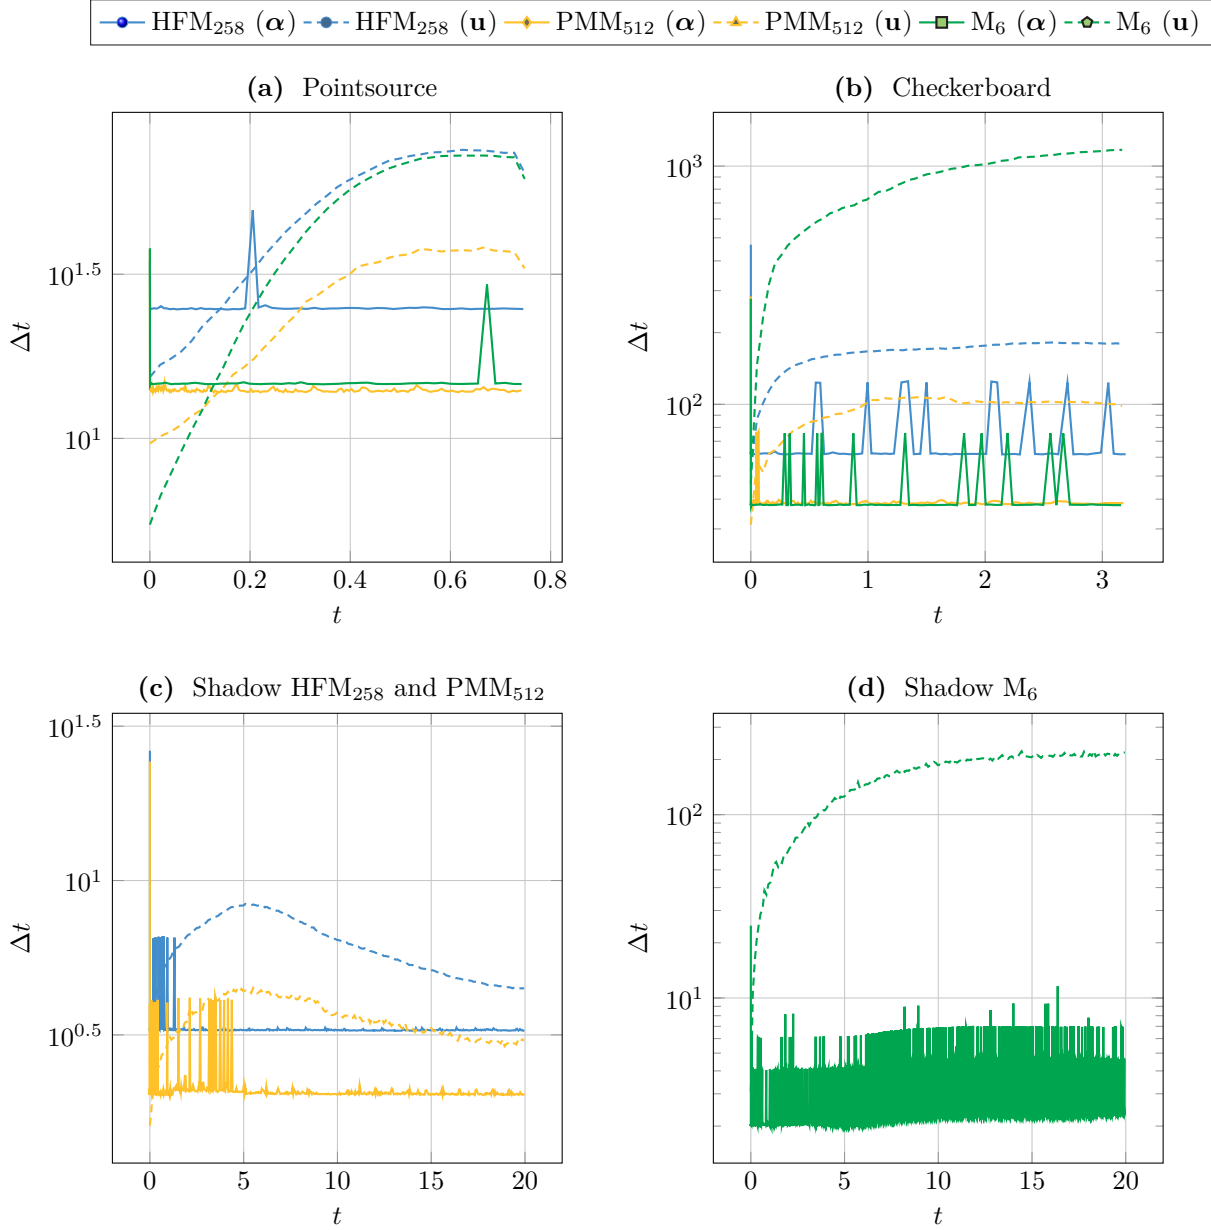 HFM₂₅₈ (α) HFM₂₅₈ (u) PMM₅₁₂ (α) PMM₅₁₂ (u) M₆ (α) M₆ (u)
(a) Pointsource
10^1.5
10^1
Δt
0 0.2 0.4 0.6 0.8
t
(b) Checkerboard
10^3
10^2
Δt
0 1 2 3
t
(c) Shadow HFM₂₅₈ and PMM₅₁₂
10^1.5
10^1
10^0.5
Δt
0 5 10 15 20
t
(d) Shadow M₆
10^2
10^1
Δt
0 5 10 15 20
t